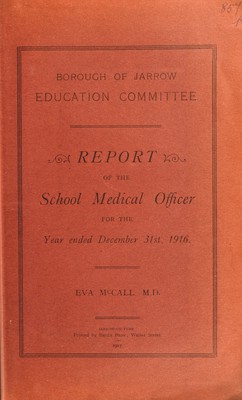 BOROUGH OF JARROW
EDUCATION COMMITTEE
REPORT
OF THE
School Medical Officer
FOR THE
Year ended December 31st, 1916.
EVA McCALL, M.D.
1917